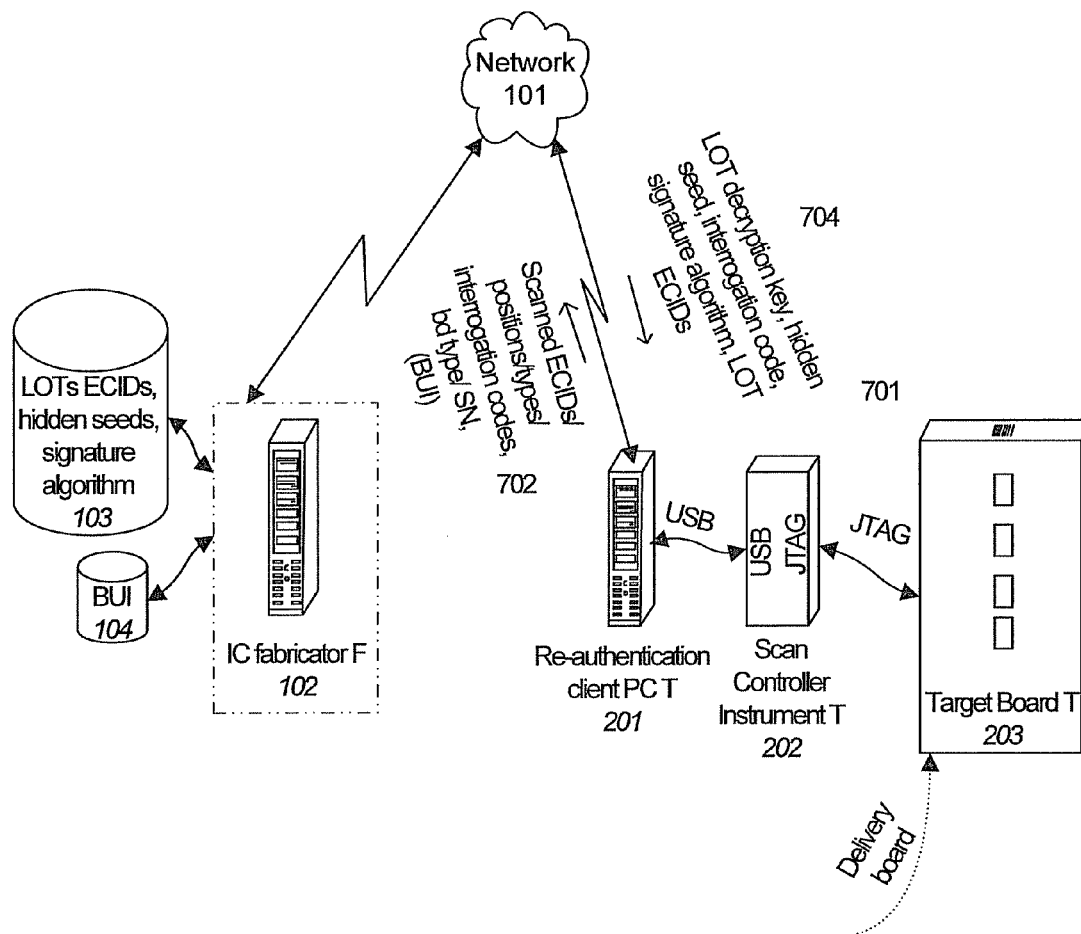 Network
101
LOT decryption key, hidden
seed, interrogation code,
signature algorithm, LOT
ECIDs
704
Scanned ECIDs/
positions/types/
interrogation codes,
bd type/ SN,
(BUI)
702
701
LOTs ECIDs,
hidden seeds,
signature
algorithm
103
BUI
104
IC fabricator F
102
USB
USB
JTAG
JTAG
Re-authentication
client PC T
201
Scan
Controller
Instrument T
202
Target Board T
203
Delivery
board